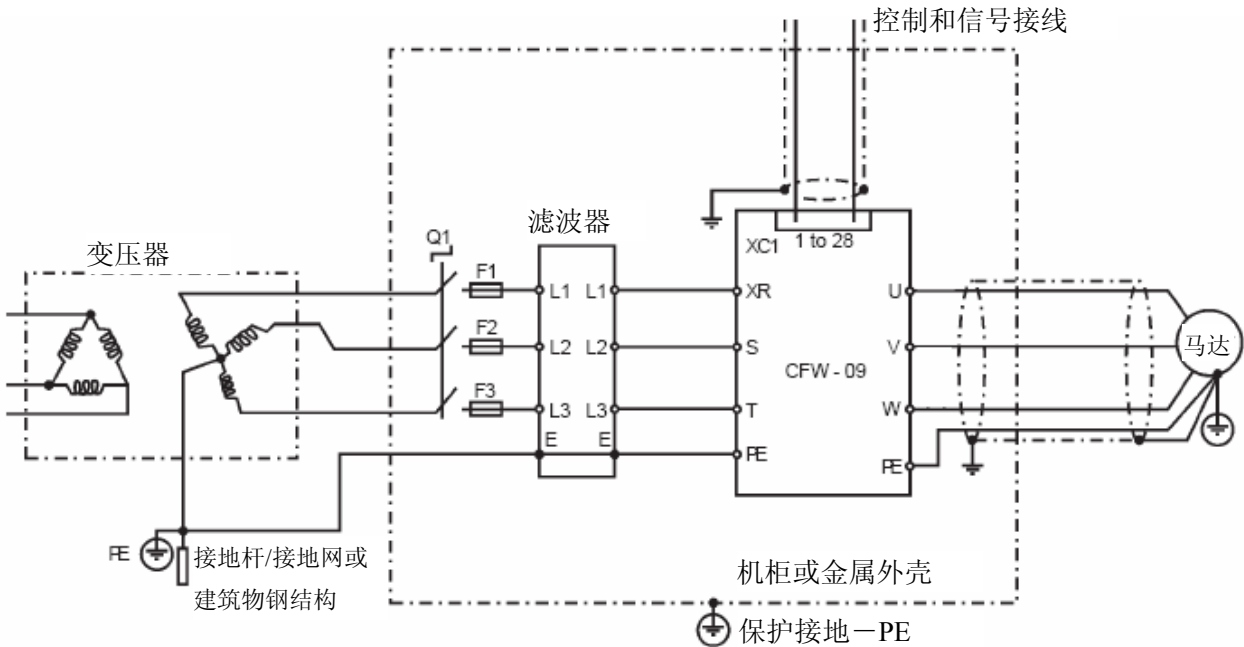 控制和信号接线
变压器
Q1
滤波器
F1
F2
F3
L1 L1
L2 L2
L3 L3
E E
XC1
1 to 28
XR
S
T
PE
CFW - 09
U
V
W
PE
马达
PE
接地杆/接地网或
建筑物钢结构
机柜或金属外壳
保护接地－PE